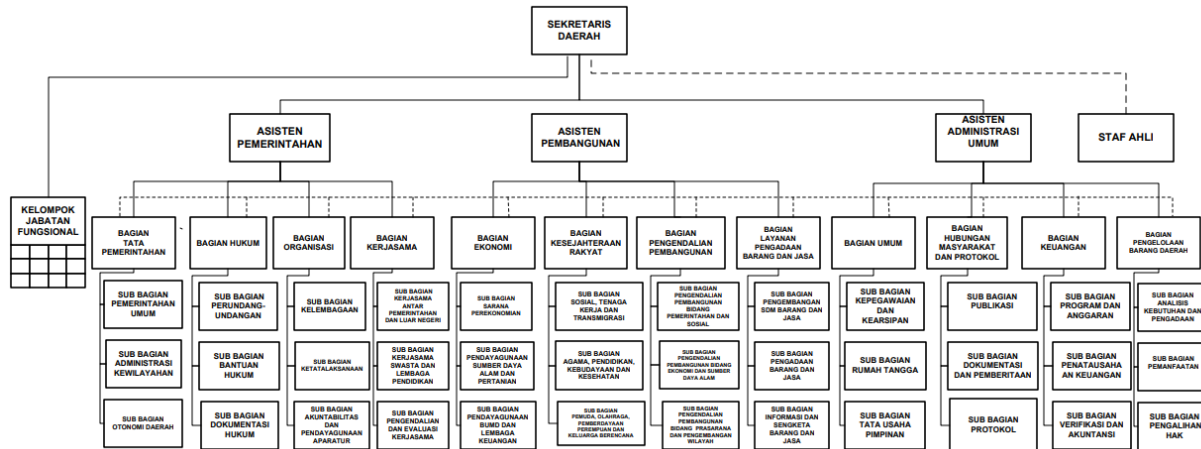 SEKRETARIS
DAERAH
ASISTEN
PEMERINTAHAN
ASISTEN
PEMBANGUNAN
ASISTEN
ADMINISTRASI
UMUM
STAF AHLI
KELOMPOK
JABATAN
FUNGSIONAL
BAGIAN
TATA
PEMERINTAHAN
BAGIAN HUKUM
BAGIAN
ORGANISASI
BAGIAN
KERJASAMA
BAGIAN
EKONOMI
BAGIAN
KESEJAHTERAAN
RAKYAT
BAGIAN
PENGENDALIAN
PEMBANGUNAN
BAGIAN
LAYANAN
PENGADAAN
BARANG DAN JASA
BAGIAN UMUM
BAGIAN
HUBUNGAN
MASYARAKAT
DAN PROTOKOL
BAGIAN
KEUANGAN
BAGIAN
PENGELOLAAN
BARANG DAERAH
SUB BAGIAN
PEMERINTAHAN
UMUM
SUB BAGIAN
PERUNDANG-
UNDANGAN
SUB BAGIAN
KELEMBAGAAN
SUB BAGIAN
KERJASAMA
ANTAR
PEMERINTAHAN
DAN LUAR NEGERI
SUB BAGIAN
SARANA
PEREKONOMIAN
SUB BAGIAN
SOSIAL, TENAGA
KERJA DAN
TRANSMIGRASI
SUB BAGIAN
PENGENDALIAN
PEMBANGUNAN
BIDANG
PEMERINTAHAN DAN
SOSIAL
SUB BAGIAN
PENGEMBANGAN
SDM BARANG DAN
JASA
SUB BAGIAN
KEPEGAWAIAN
DAN
KEARSIPAN
SUB BAGIAN
PUBLIKASI
SUB BAGIAN
PROGRAM DAN
ANGGARAN
SUB BAGIAN
ANALISIS
KEBUTUHAN DAN
PENGADAAN
SUB BAGIAN
ADMINISTRASI
KEWILAYAHAN
SUB BAGIAN
BANTUAN
HUKUM
SUB BAGIAN
KETATALAKSANAAN
SUB BAGIAN
KERJASAMA
SWASTA DAN
LEMBAGA
PENDIDIKAN
SUB BAGIAN
PENDAYAGUNAAN
SUMBER DAYA
ALAM DAN
PERTANIAN
SUB BAGIAN
AGAMA, PENDIDIKAN,
KEBUDAYAAN DAN
KESEHATAN
SUB BAGIAN
PENGENDALIAN
PEMBANGUNAN BIDANG
EKONOMI DAN SUMBER
DAYA ALAM
SUB BAGIAN
PENGADAAN
BARANG DAN
JASA
SUB BAGIAN
RUMAH TANGGA
SUB BAGIAN
DOKUMENTASI
DAN PEMBERITAAN
SUB BAGIAN
PENATAUSAHA
AN KEUANGAN
SUB BAGIAN
PEMANFAATAN
SUB BAGIAN
OTONOMI DAERAH
SUB BAGIAN
DOKUMENTASI
HUKUM
SUB BAGIAN
AKUNTABILITAS
DAN
PENDAYAGUNAAN
APARATUR
SUB BAGIAN
PENGENDALIAN
DAN EVALUASI
KERJASAMA
SUB BAGIAN
PENDAYAGUNAAN
BUMD DAN
LEMBAGA
KEUANGAN
SUB BAGIAN
PEMUDA, OLAHRAGA,
PEMBERDAYAAN
PEREMPUAN DAN
KELUARGA BERENCANA
SUB BAGIAN
PENGENDALIAN
PEMBANGUNAN
BIDANG PRASARANA
DAN PENGEMBANGAN
WILAYAH
SUB BAGIAN
INFORMASI DAN
SENGKETA
BARANG DAN
JASA
SUB BAGIAN
TATA USAHA
PIMPINAN
SUB BAGIAN
PROTOKOL
SUB BAGIAN
VERIFIKASI DAN
AKUNTANSI
SUB BAGIAN
PENGALIHAN
HAK